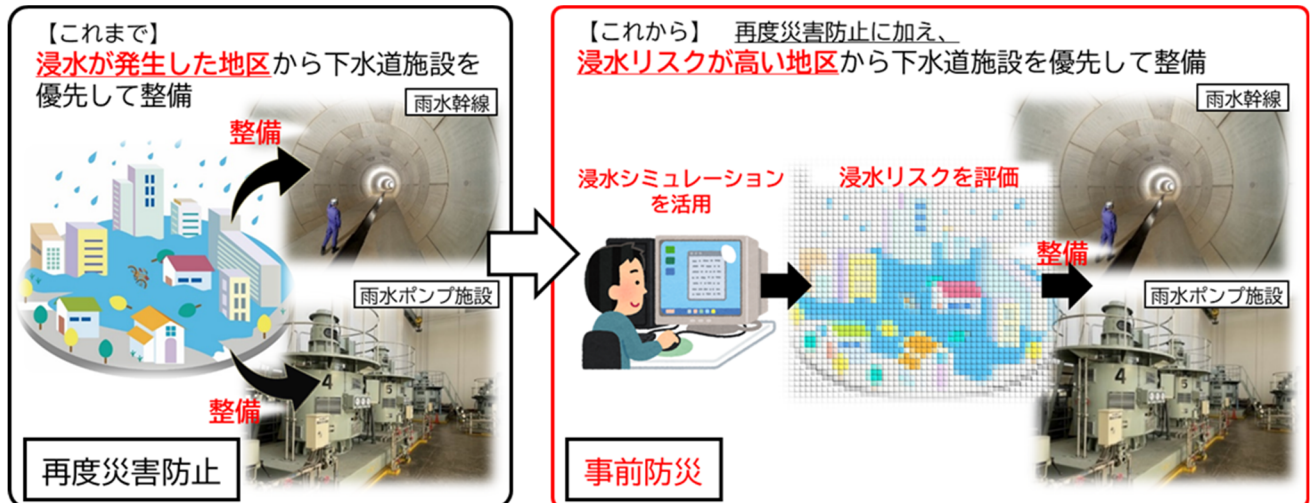 【これまで】
浸水が発生した地区から下水道施設を
優先して整備
雨水幹線
整備
雨水ポンプ施設
4
5
整備
再度災害防止
【これから】 再度災害防止に加え、
浸水リスクが高い地区から下水道施設を優先して整備
雨水幹線
浸水シミュレーション
を活用
浸水リスクを評価
整備
雨水ポンプ施設
4
5
事前防災